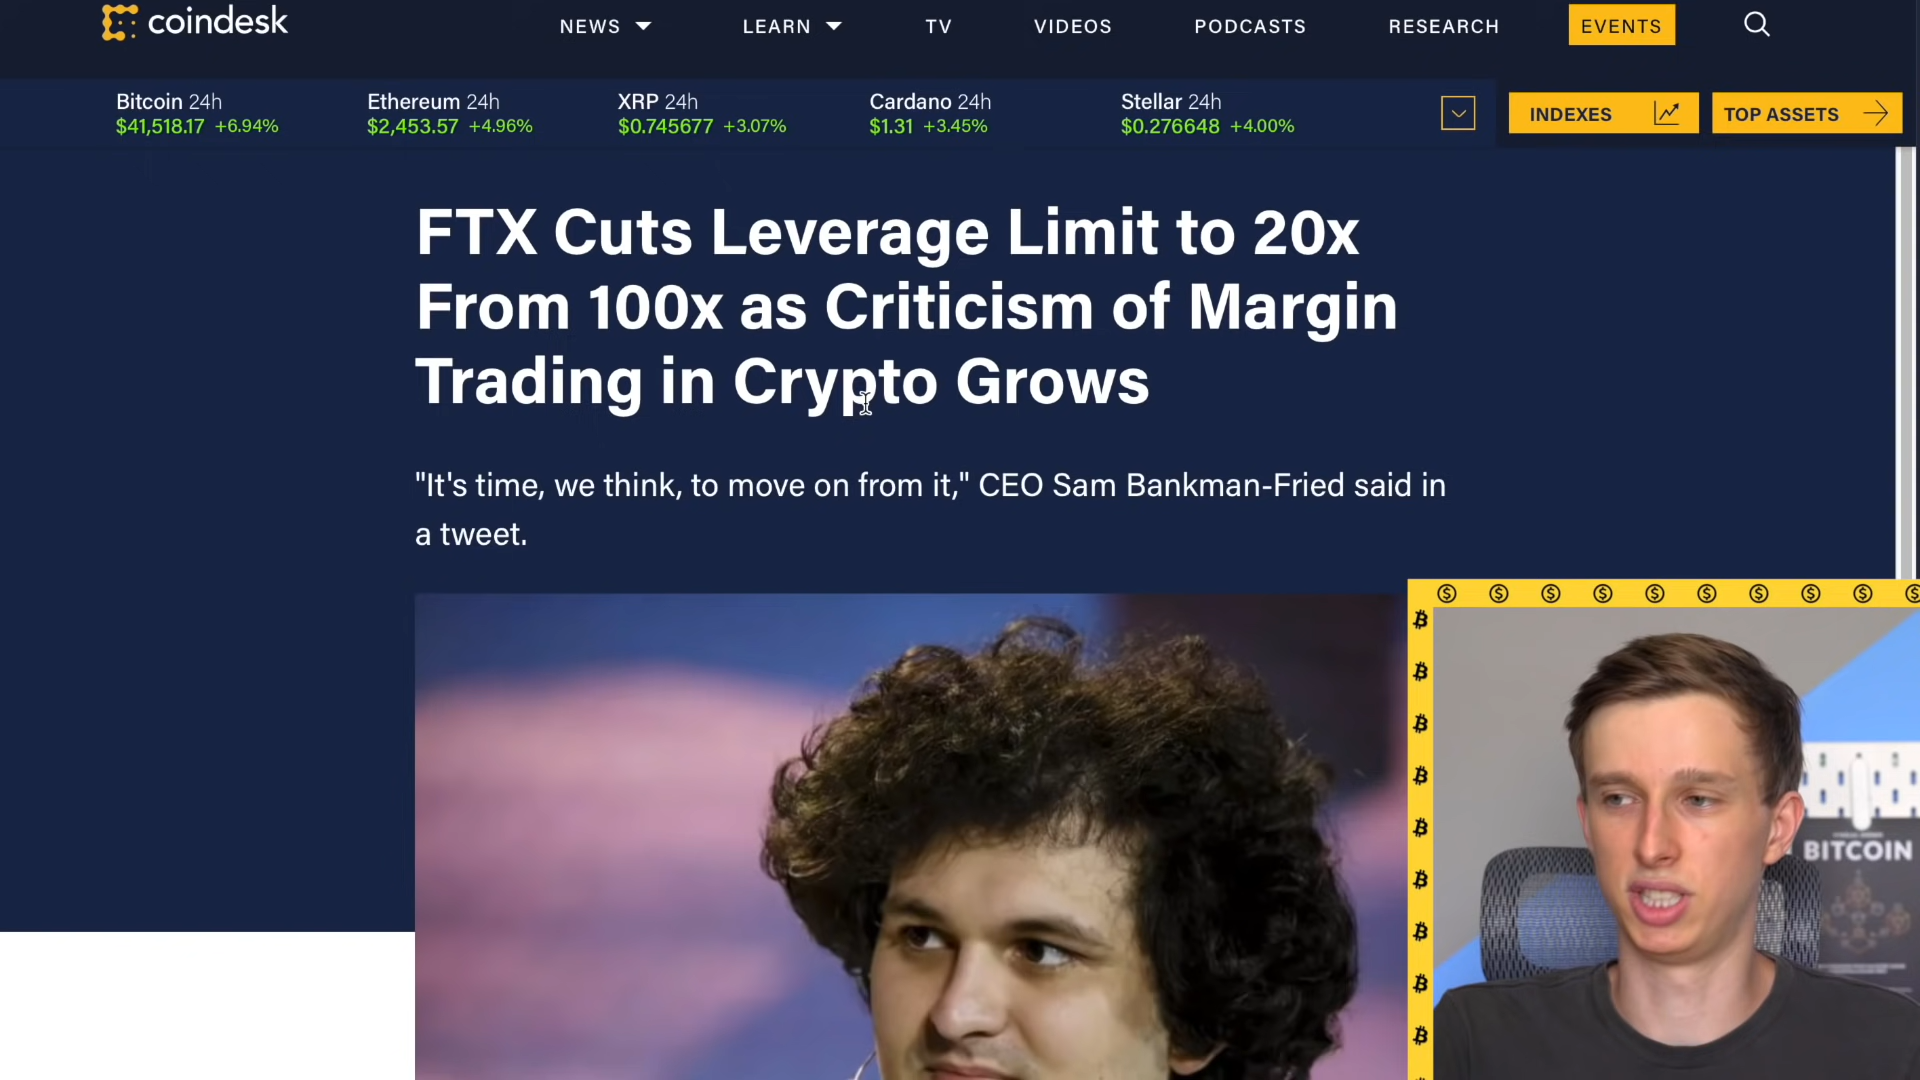 coindesk
NEWS LEARN TV VIDEOS PODCASTS RESEARCH EVENTS
Bitcoin 24h Ethereum 24h XRP 24h Cardano 24h Stellar 24h
$41,518.17 +6.94% $2,453.57 +4.96% $0.745677 +3.07% $1.31 +3.45% $0.276648 +4.00%
INDEXES TOP ASSETS
FTX Cuts Leverage Limit to 20x
From 100x as Criticism of Margin
Trading in Crypto Grows
"It's time, we think, to move on from it," CEO Sam Bankman-Fried said in
a tweet.
BITCOIN